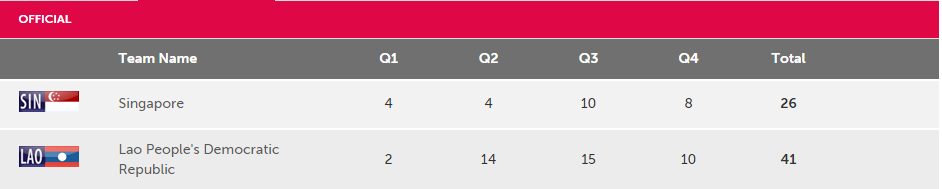 OFFICIAL
Team Name Q1 Q2 Q3 Q4 Total
SIN Singapore 4 4 10 8 26
LAO Lao People's Democratic
Republic 2 14 15 10 41